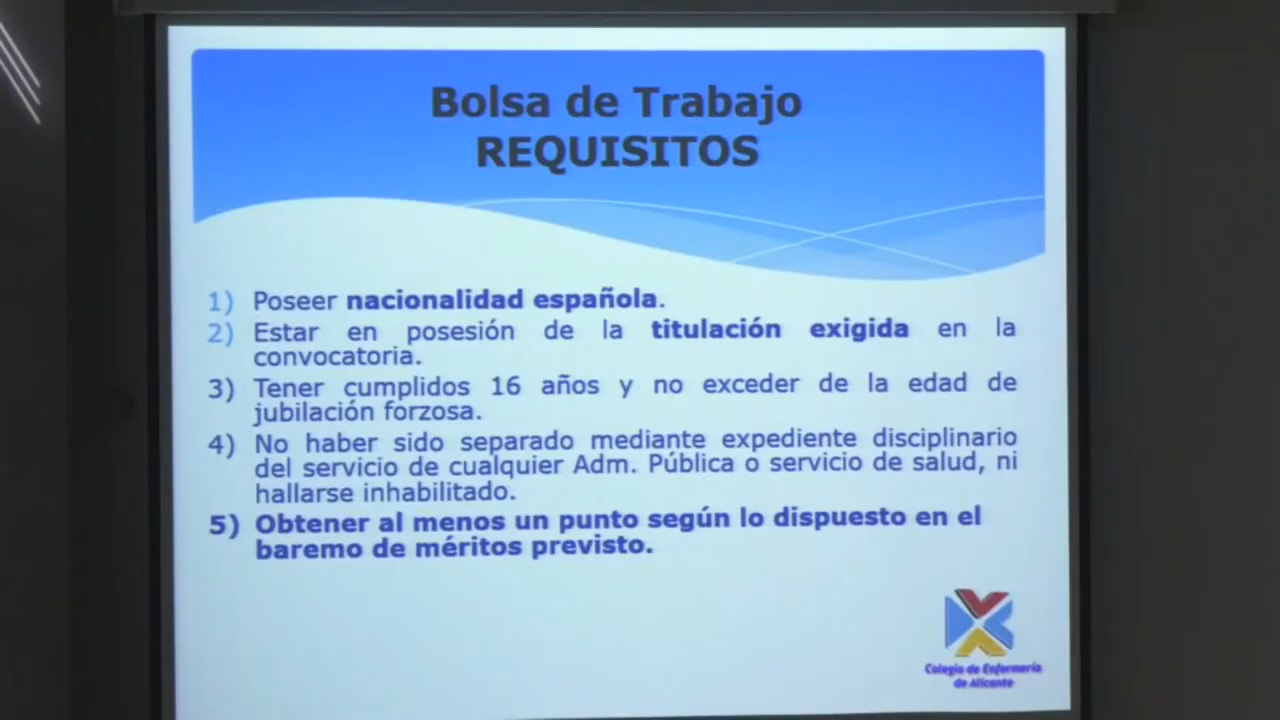 Bolsa de Trabajo
REQUISITOS
1) Poseer nacionalidad española.
2) Estar en posesión de la titulación exigida en la
convocatoria.
3) Tener cumplidos 16 años y no exceder de la edad de
jubilación forzosa.
4) No haber sido separado mediante expediente disciplinario
del servicio de cualquier Adm. Pública o servicio de salud, ni
hallarse inhabilitado.
5) Obtener al menos un punto según lo dispuesto en el
baremo de méritos previsto.
Colegio de Enfermería
de Alicante